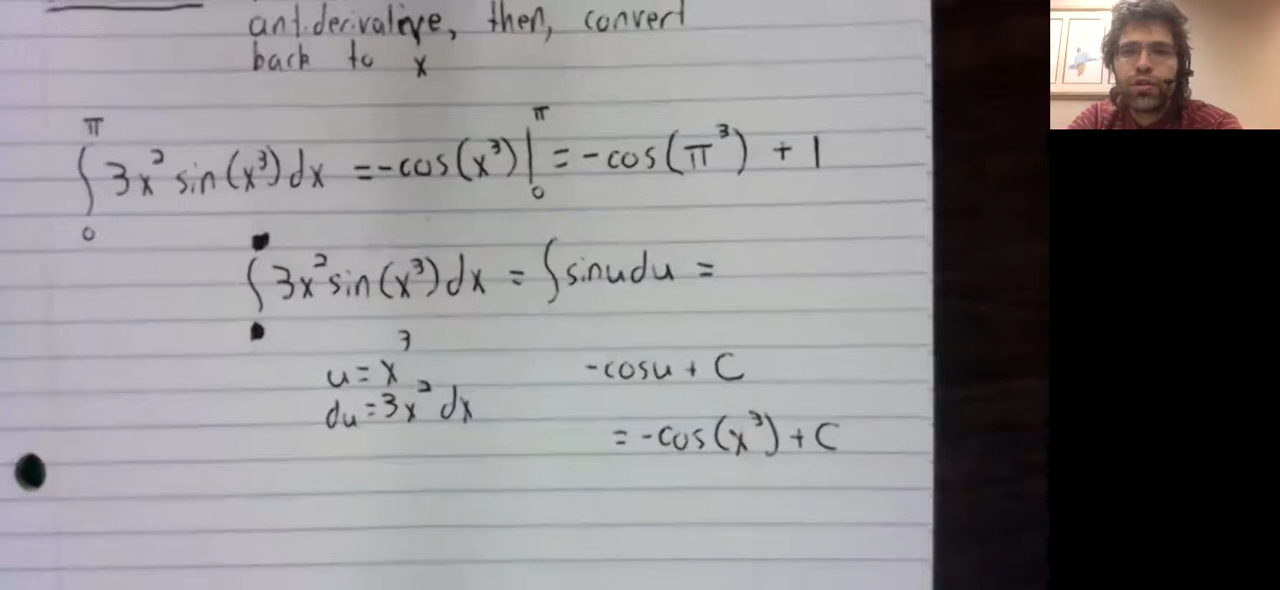 antiderivative, then, convert
back to x
∫₀^π 3x² sin(x³) dx = -cos(x³) |₀^π = -cos(π³) + 1
∫ 3x² sin(x³) dx = ∫ sin u du =
u = x³
du = 3x² dx
-cos u + C
= -cos(x³) + C